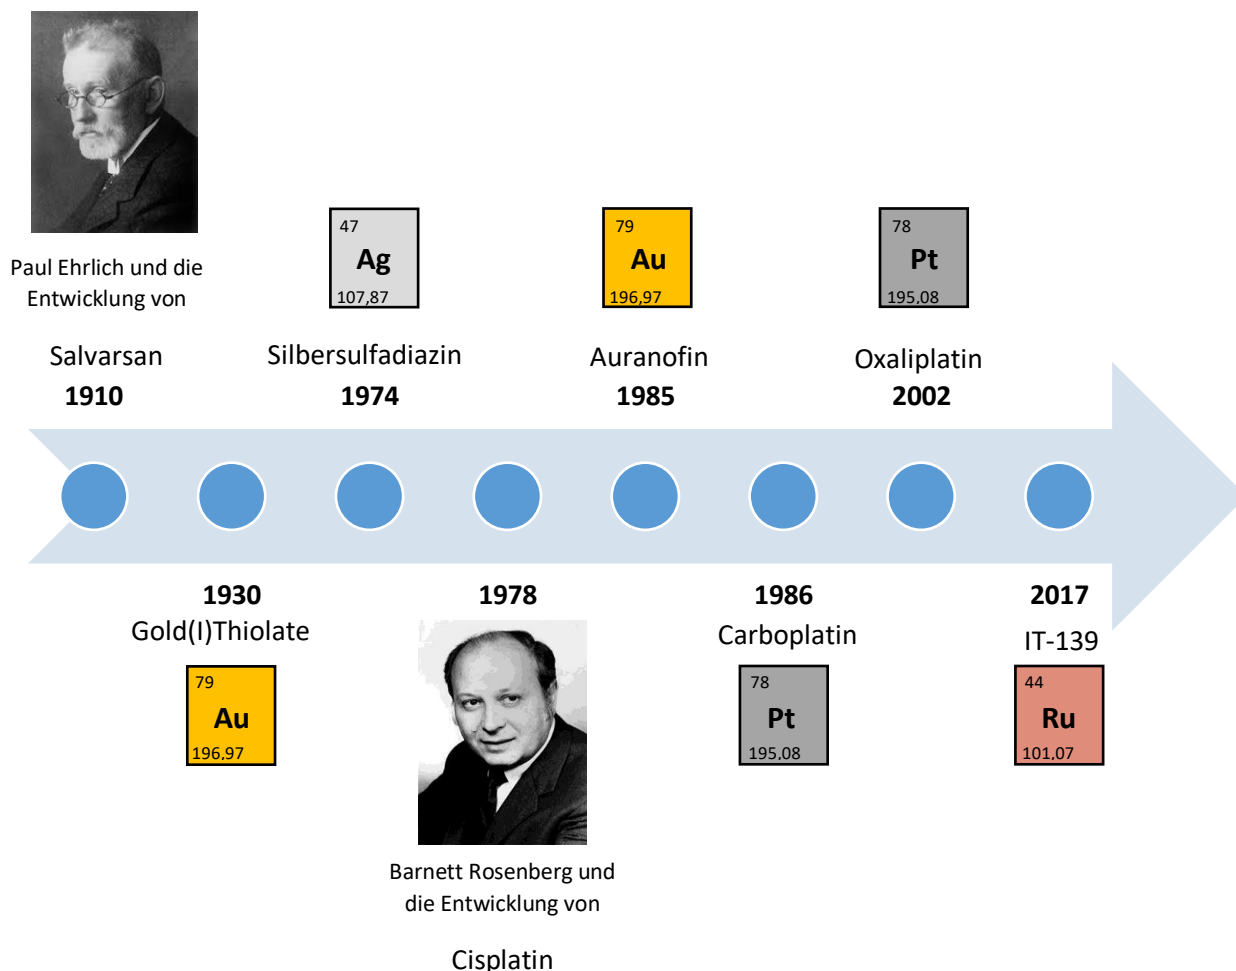 Paul Ehrlich und die
Entwicklung von
Salvarsan
1910
47
Ag
107,87
Silbersulfadiazin
1974
79
Au
196,97
Auranofin
1985
78
Pt
195,08
Oxaliplatin
2002
1930
Gold(I)Thiolate
79
Au
196,97
1978
Barnett Rosenberg und
die Entwicklung von
Cisplatin
1986
Carboplatin
78
Pt
195,08
2017
IT-139
44
Ru
101,07